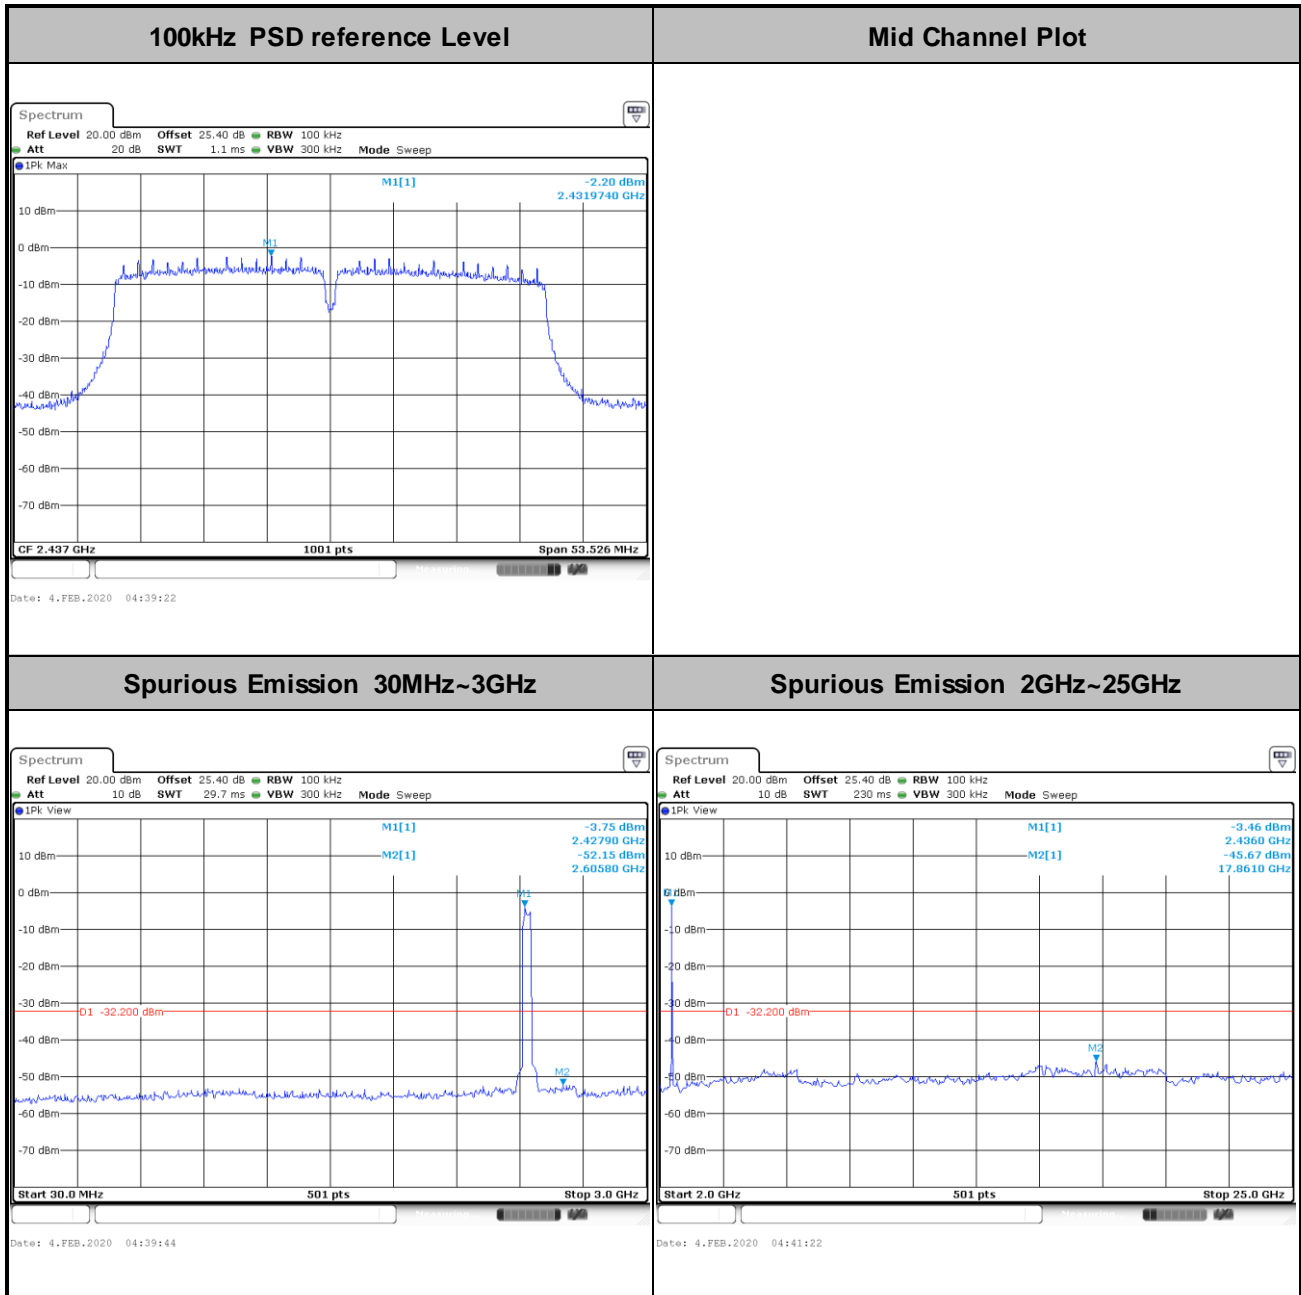 100kHz PSD reference Level
Mid Channel Plot
Spectrum
Ref Level 20.00 dBm Offset 25.40 dB RBW 100 kHz
Att 20 dB SWT 1.1 ms VBW 300 kHz Mode Sweep
1Pk Max
M1[1] -2.20 dBm
2.4319740 GHz
10 dBm
M1
0 dBm
-10 dBm
-20 dBm
-30 dBm
-40 dBm
-50 dBm
-60 dBm
-70 dBm
CF 2.437 GHz 1001 pts Span 53.526 MHz
Date: 4.FEB.2020 04:39:22
Spurious Emission 30MHz~3GHz
Spurious Emission 2GHz~25GHz
Spectrum
Ref Level 20.00 dBm Offset 25.40 dB RBW 100 kHz
Att 10 dB SWT 29.7 ms VBW 300 kHz Mode Sweep
1Pk View
M1[1] -3.75 dBm
2.42790 GHz
10 dBm M2[1] -52.15 dBm
2.60580 GHz
0 dBm M1
-10 dBm
-20 dBm
-30 dBm
D1 -32.200 dBm
-40 dBm
-50 dBm
M2
-60 dBm
-70 dBm
Start 30.0 MHz 501 pts Stop 3.0 GHz
Date: 4.FEB.2020 04:39:44
Spectrum
Ref Level 20.00 dBm Offset 25.40 dB RBW 100 kHz
Att 10 dB SWT 230 ms VBW 300 kHz Mode Sweep
1Pk View
M1[1] -3.46 dBm
2.4360 GHz
10 dBm M2[1] -45.67 dBm
17.8610 GHz
0 dBm
-10 dBm
-20 dBm
-30 dBm
D1 -32.200 dBm
-40 dBm
M2
-50 dBm
-60 dBm
-70 dBm
Start 2.0 GHz 501 pts Stop 25.0 GHz
Date: 4.FEB.2020 04:41:22